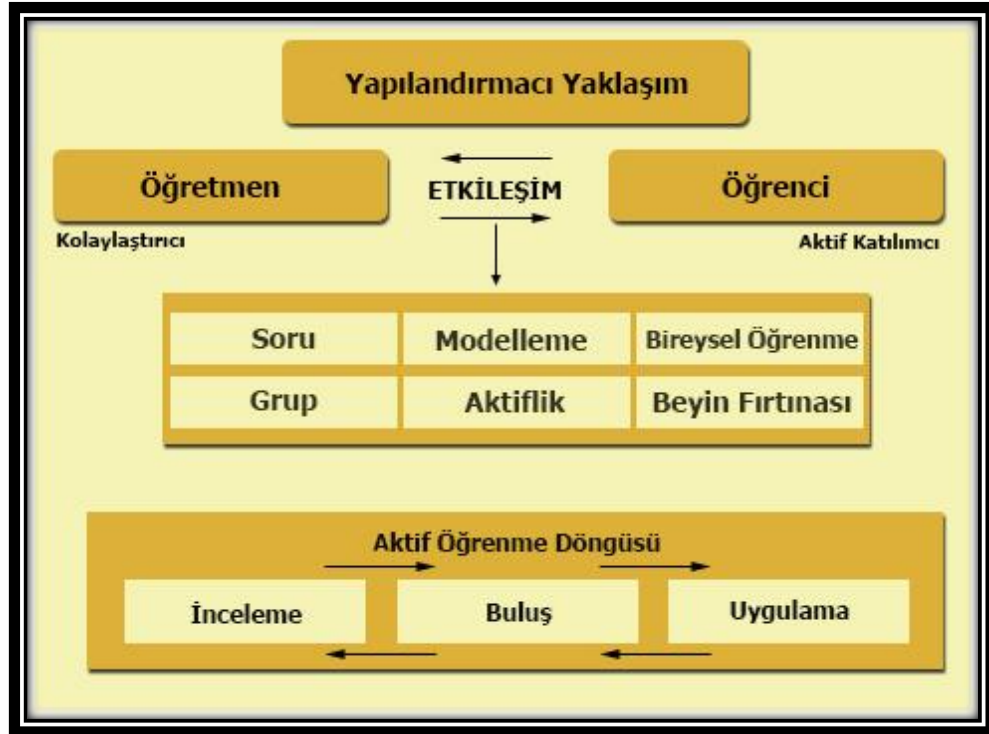 Yapılandırmacı Yaklaşım
Öğretmen
ETKİLEŞİM
Öğrenci
Kolaylaştırıcı
Aktif Katılımcı
Soru
Modelleme
Bireysel Öğrenme
Grup
Aktiflik
Beyin Fırtınası
Aktif Öğrenme Döngüsü
İnceleme
Buluş
Uygulama